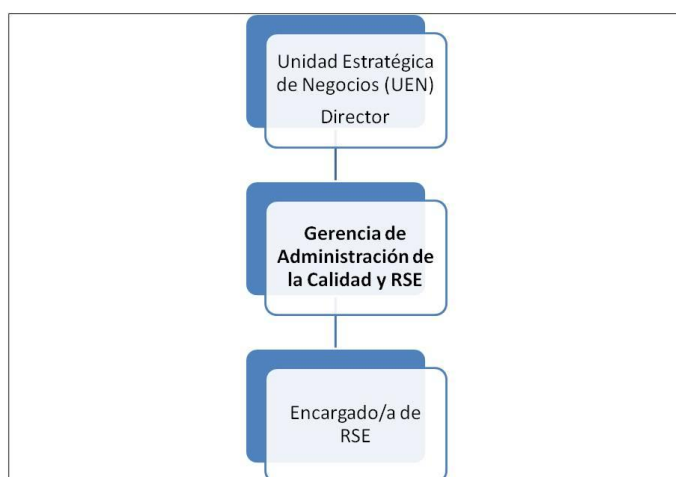 Unidad Estratégica
de Negocios (UEN)
Director
Gerencia de
Administración de
la Calidad y RSE
Encargado/a de
RSE